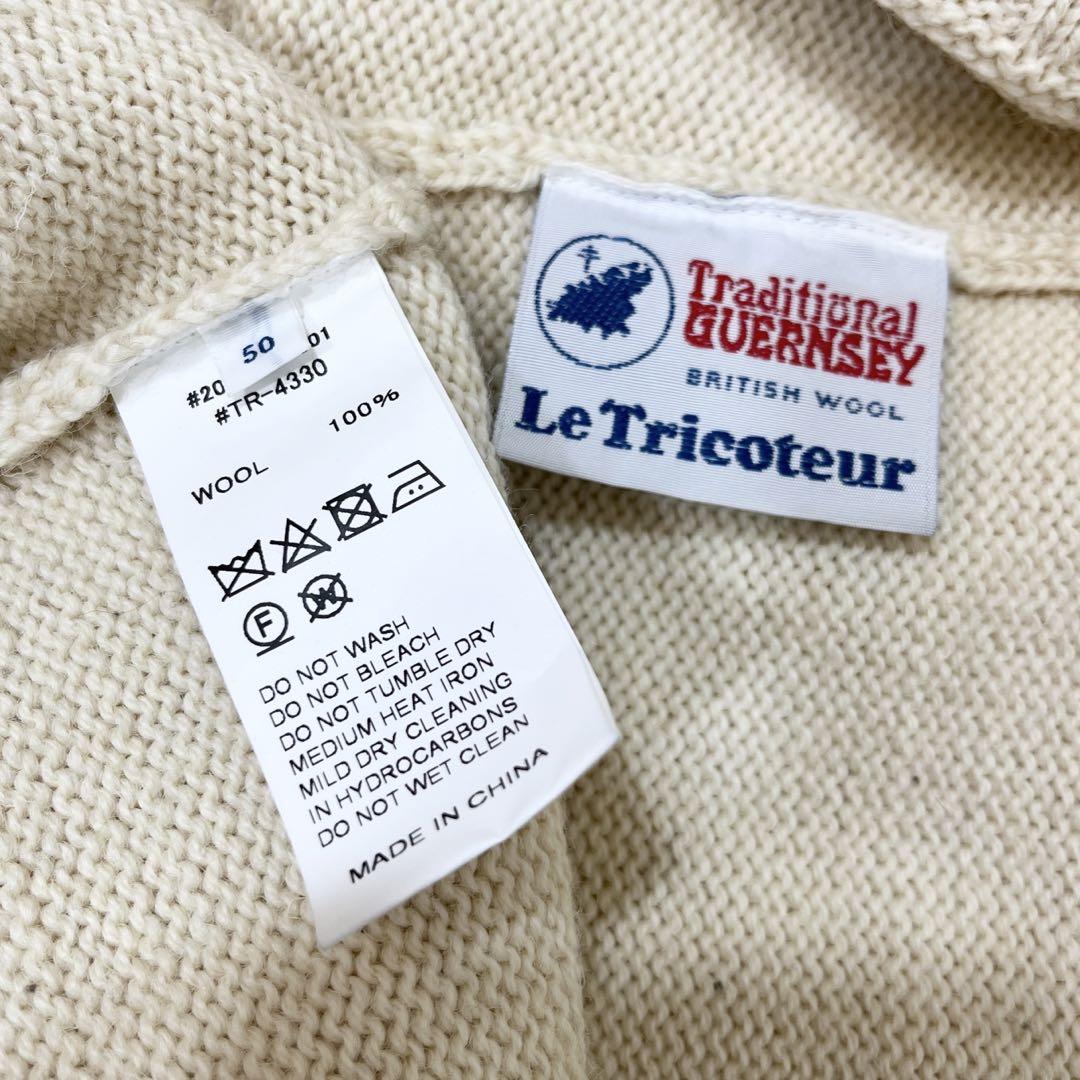 50
#20 01
#TR-4330
100%
WOOL
F
W
DO NOT WASH
DO NOT BLEACH
DO NOT TUMBLE DRY
MEDIUM HEAT IRON
MILD DRY CLEANING
IN HYDROCARBONS
DO NOT WET CLEAN
MADE IN CHINA
Traditional
GUERNSEY
BRITISH WOOL
Le Tricoteur